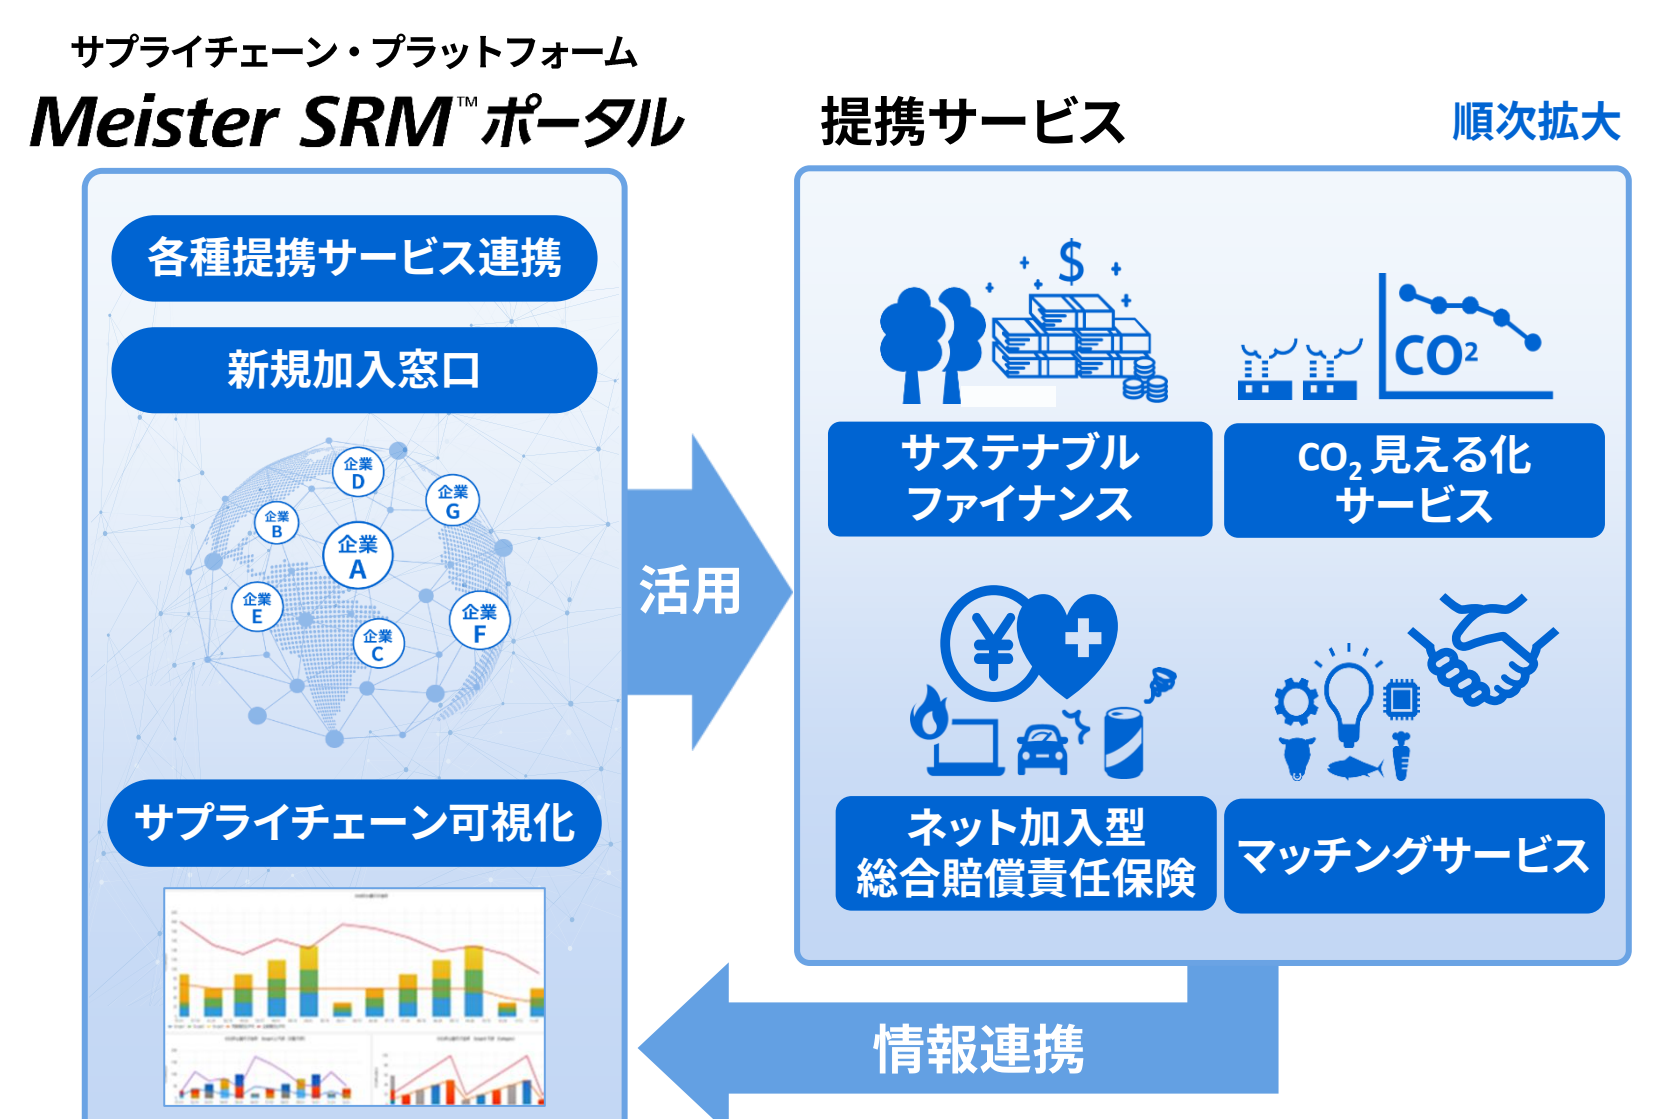 サプライチェーン・プラットフォーム
Meister SRM™ポータル
各種提携サービス連携
新規加入窓口
企業
D
企業
G
企業
B
企業
A
企業
E
企業
F
企業
C
サプライチェーン可視化
活用
提携サービス
順次拡大
$
CO²
サステナブル
ファイナンス
CO₂ 見える化
サービス
¥
ネット加入型
総合賠償責任保険
マッチングサービス
情報連携